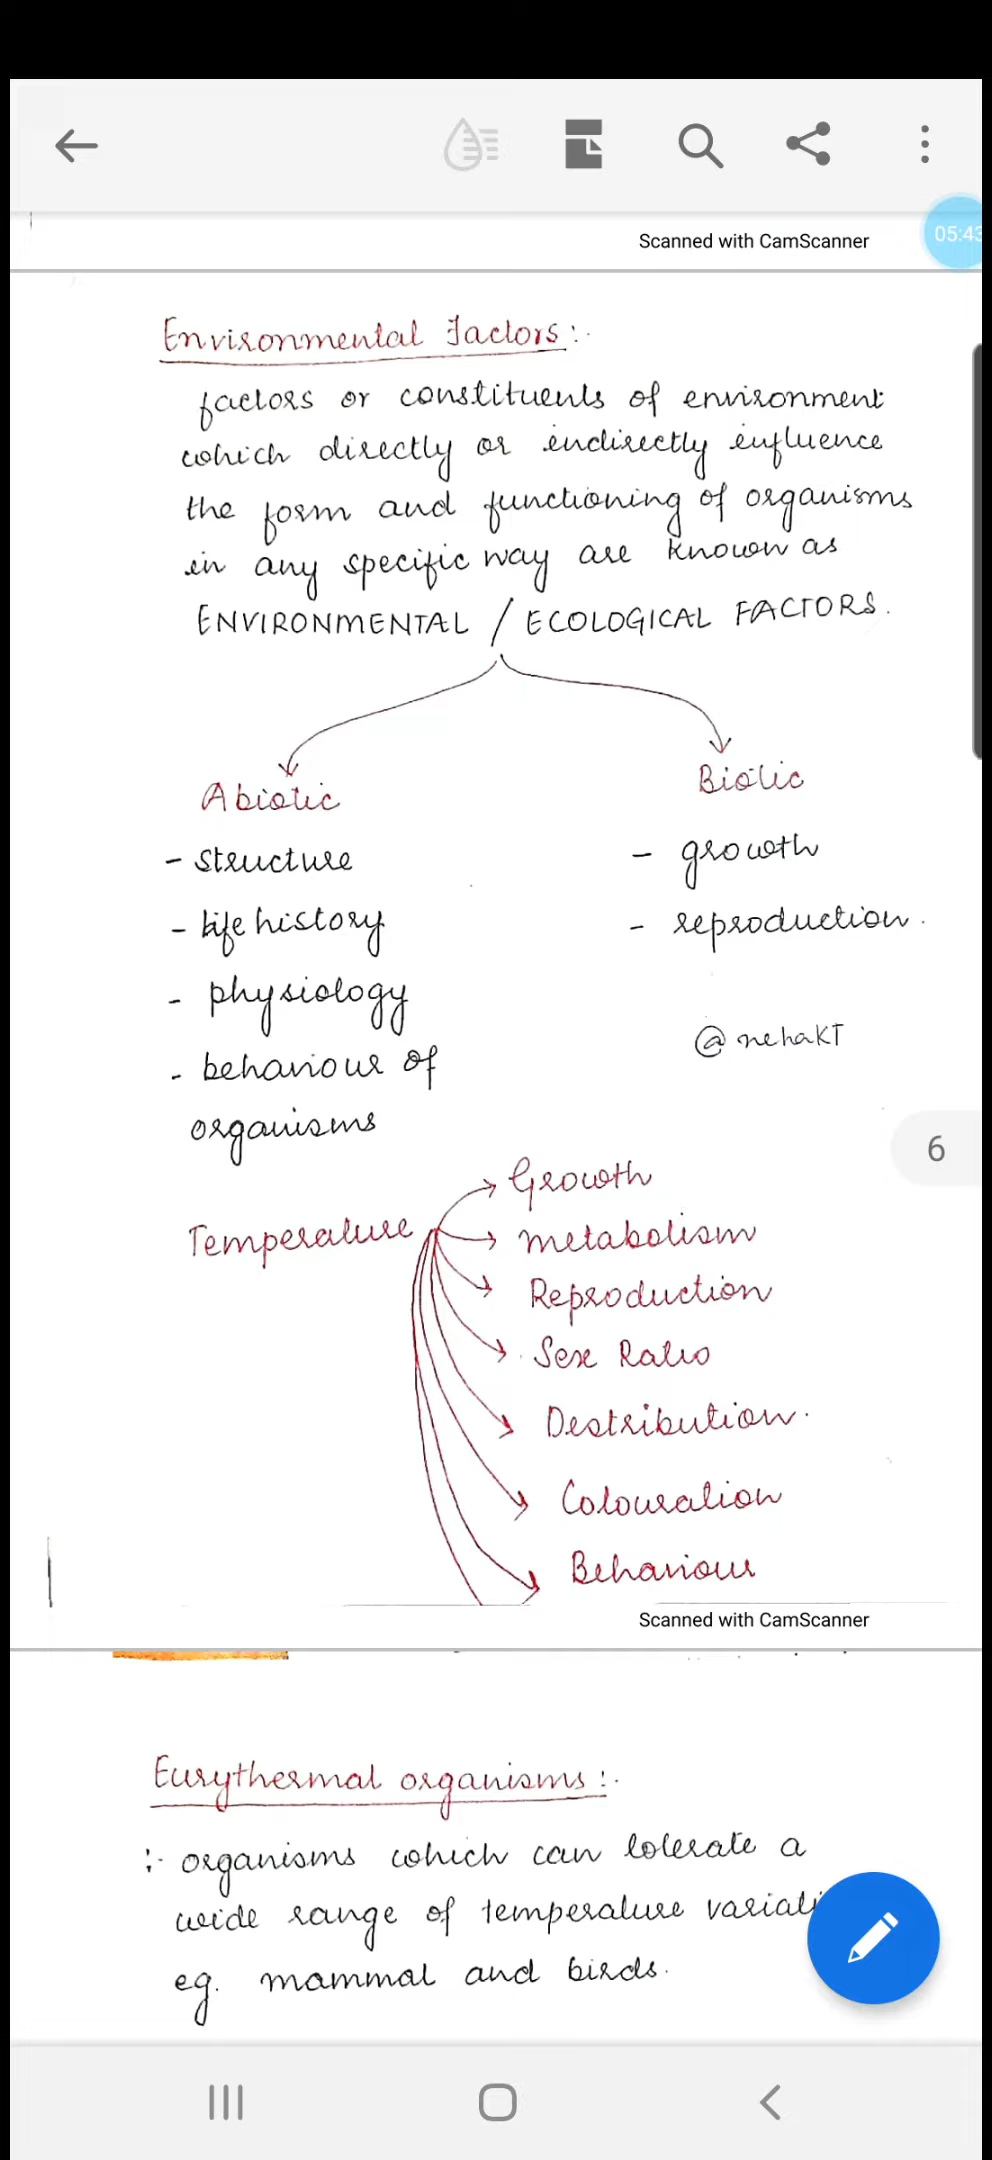 Scanned with CamScanner
05:43
Environmental Factors:-
factors or constituents of environment
which directly or indirectly influence
the form and functioning of organisms
in any specific way are known as
ENVIRONMENTAL / ECOLOGICAL FACTORS.
Abiotic
- structure
- life history
- physiology
- behaviour of
organisms
Biotic
- growth
- reproduction.
@nehaKT
6
Temperature
Growth
Metabolism
Reproduction
Sex Ratio
Destribution.
Colouration
Behaviour
Scanned with CamScanner
Eurythermal organisms:-
:- organisms which can tolerate a
wide range of temperature variati
eg. mammal and birds.